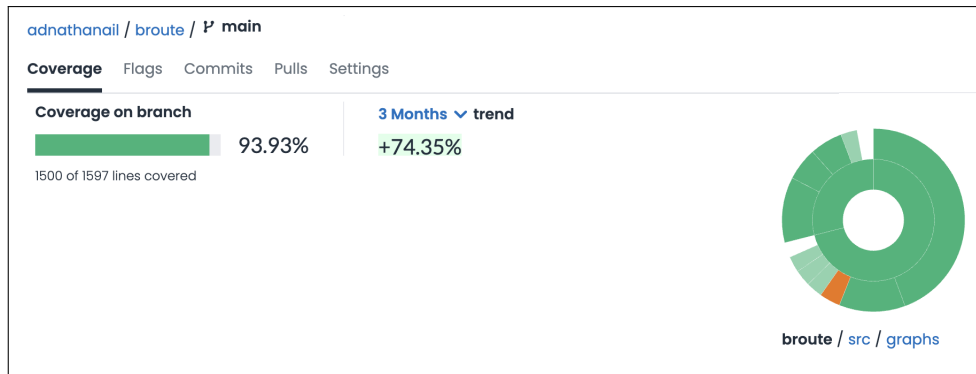 adnathanail / broute / main
Coverage Flags Commits Pulls Settings
Coverage on branch
93.93%
1500 of 1597 lines covered
3 Months trend
+74.35%
broute / src / graphs